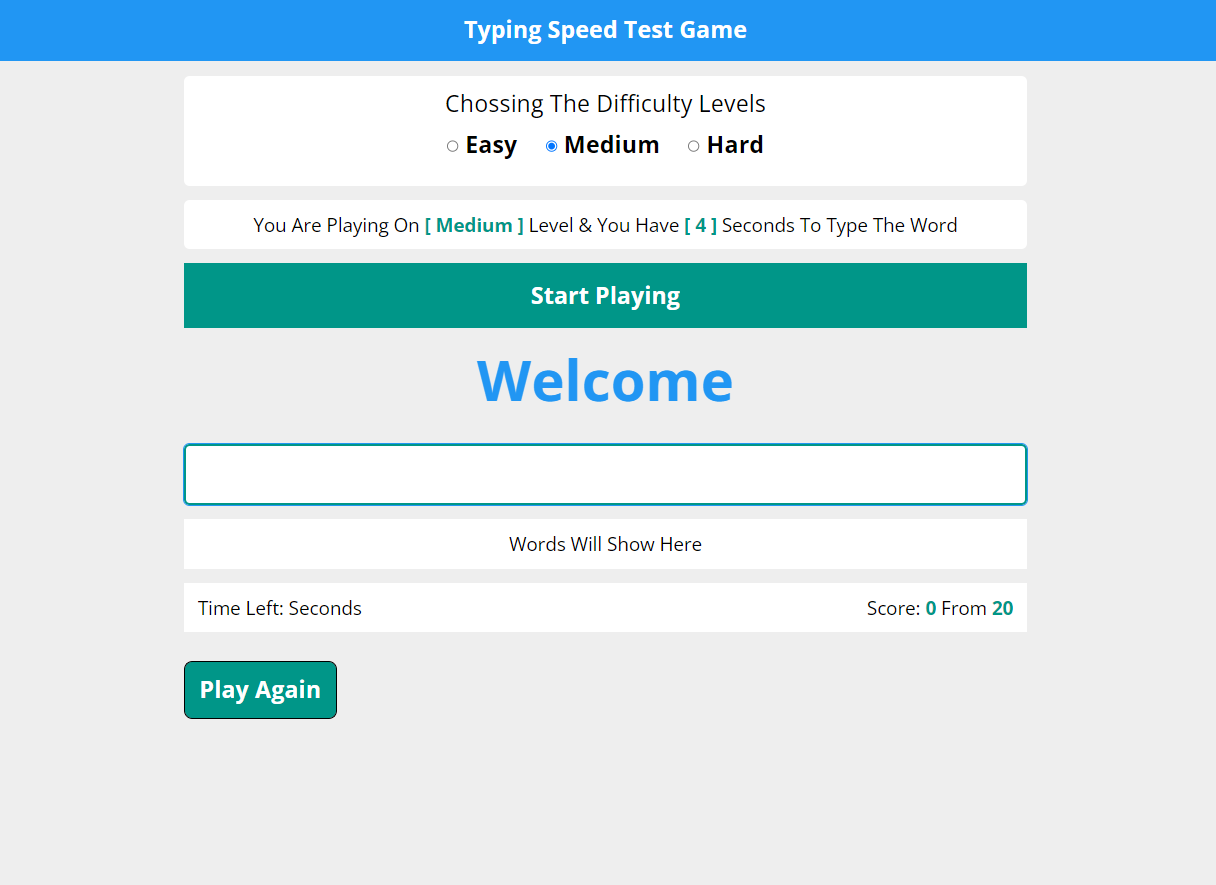 Typing Speed Test Game
Chossing The Difficulty Levels
Easy Medium Hard
You Are Playing On [ Medium ] Level & You Have [ 4 ] Seconds To Type The Word
Start Playing
Welcome
Words Will Show Here
Time Left: Seconds Score: 0 From 20
Play Again